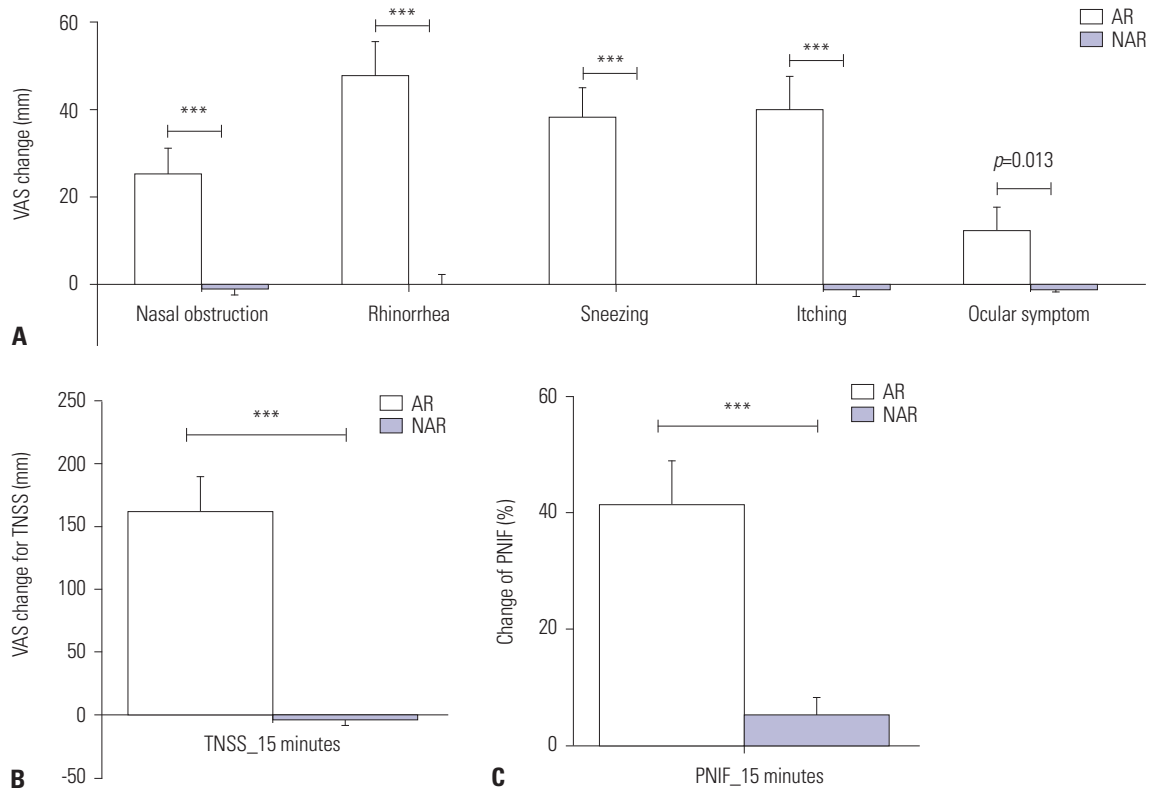 60
40
20
0
VAS change (mm)
***
***
***
***
p=0.013
AR
NAR
Nasal obstruction
Rhinorrhea
Sneezing
Itching
Ocular symptom
A
250
200
150
100
50
0
-50
VAS change for TNSS (mm)
***
AR
NAR
TNSS_15 minutes
B
60
40
20
0
Change of PNIF (%)
***
AR
NAR
PNIF_15 minutes
C